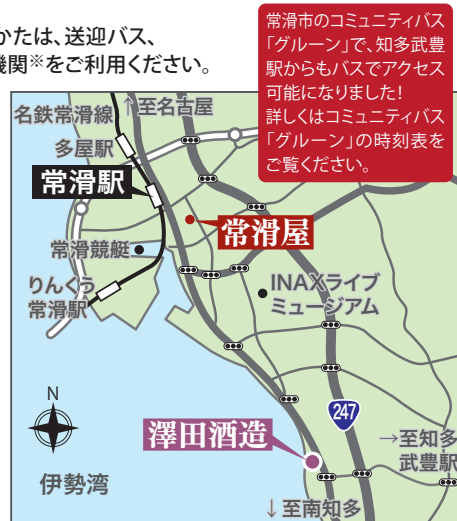 かたは、送迎バス、
機関※をご利用ください。
常滑市のコミュニティバス
「グルーン」で、知多武豊
駅からもバスでアクセス
可能になりました!
詳しくはコミュニティバス
「グルーン」の時刻表を
ご覧ください。
名鉄常滑線
↑至名古屋
多屋駅
常滑駅
常滑屋
常滑競艇
りんくう
常滑駅
INAXライブ
ミュージアム
N
247
澤田酒造
→至知多
武豊駅
伊勢湾
↓至南知多